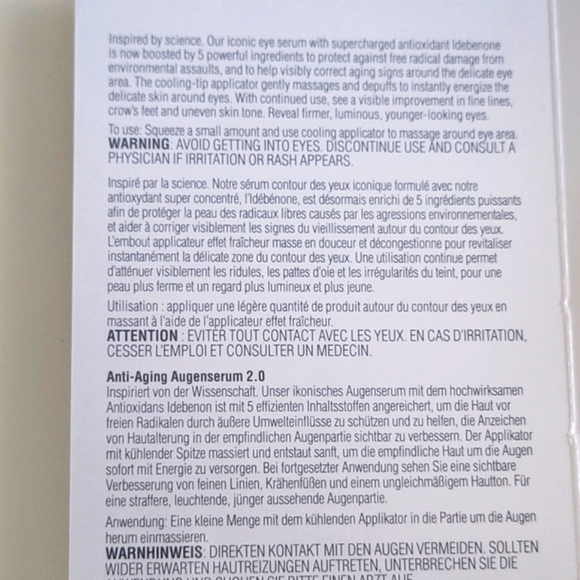 Inspired by science. Our iconic eye serum with supercharged antioxidant Idebenone
is now boosted by 5 powerful ingredients to protect against free radical damage from
environmental assaults, and to help visibly correct aging signs around the delicate eye
area. The cooling-tip applicator gently massages and depuffs to instantly energize the
delicate skin around eyes. With continued use, see a visible improvement in fine lines,
crow's feet and uneven skin tone. Reveal firmer, luminous, younger-looking eyes.
To use: Squeeze a small amount and use cooling applicator to massage around eye area.
WARNING: AVOID GETTING INTO EYES. DISCONTINUE USE AND CONSULT A
PHYSICIAN IF IRRITATION OR RASH APPEARS.
Inspiré par la science. Notre sérum contour des yeux iconique formulé avec notre
antioxydant super concentré, l'Idébénone, est désormais enrichi de 5 ingrédients puissants
afin de protéger la peau des radicaux libres causés par les agressions environnementales,
et aider à corriger visiblement les signes du vieillissement autour du contour des yeux.
L'embout applicateur effet fraîcheur masse en douceur et décongestionne pour revitaliser
instantanément la délicate zone du contour des yeux. Une utilisation continue permet
d'atténuer visiblement les ridules, les pattes d'oie et les irrégularités du teint, pour une
peau plus ferme et un regard plus lumineux et plus jeune.
Utilisation : appliquer une légère quantité de produit autour du contour des yeux en
massant à l'aide de l'applicateur effet fraîcheur.
ATTENTION : EVITER TOUT CONTACT AVEC LES YEUX. EN CAS D'IRRITATION,
CESSER L'EMPLOI ET CONSULTER UN MEDECIN.
Anti-Aging Augenserum 2.0
Inspiriert von der Wissenschaft. Unser ikonisches Augenserum mit dem hochwirksamen
Antioxidans Idebenon ist mit 5 effizienten Inhaltsstoffen angereichert, um die Haut vor
freien Radikalen durch äußere Umwelteinflüsse zu schützen und zu helfen, die Anzeichen
von Hautalterung in der empfindlichen Augenpartie sichtbar zu verbessern. Der Applikator
mit kühlender Spitze massiert und entstaut sanft, um die empfindliche Haut um die Augen
sofort mit Energie zu versorgen. Bei fortgesetzter Anwendung sehen Sie eine sichtbare
Verbesserung von feinen Linien, Krähenfüßen und einem ungleichmäßigem Hautton. Für
eine straffere, leuchtende, jünger aussehende Augenpartie.
Anwendung: Eine kleine Menge mit dem kühlenden Applikator in die Partie um die Augen
herum einmassieren.
WARNHINWEIS: DIREKTEN KONTAKT MIT DEN AUGEN VERMEIDEN. SOLLTEN
WIDER ERWARTEN HAUTREIZUNGEN AUFTRETEN, UNTERBRECHEN SIE DIE